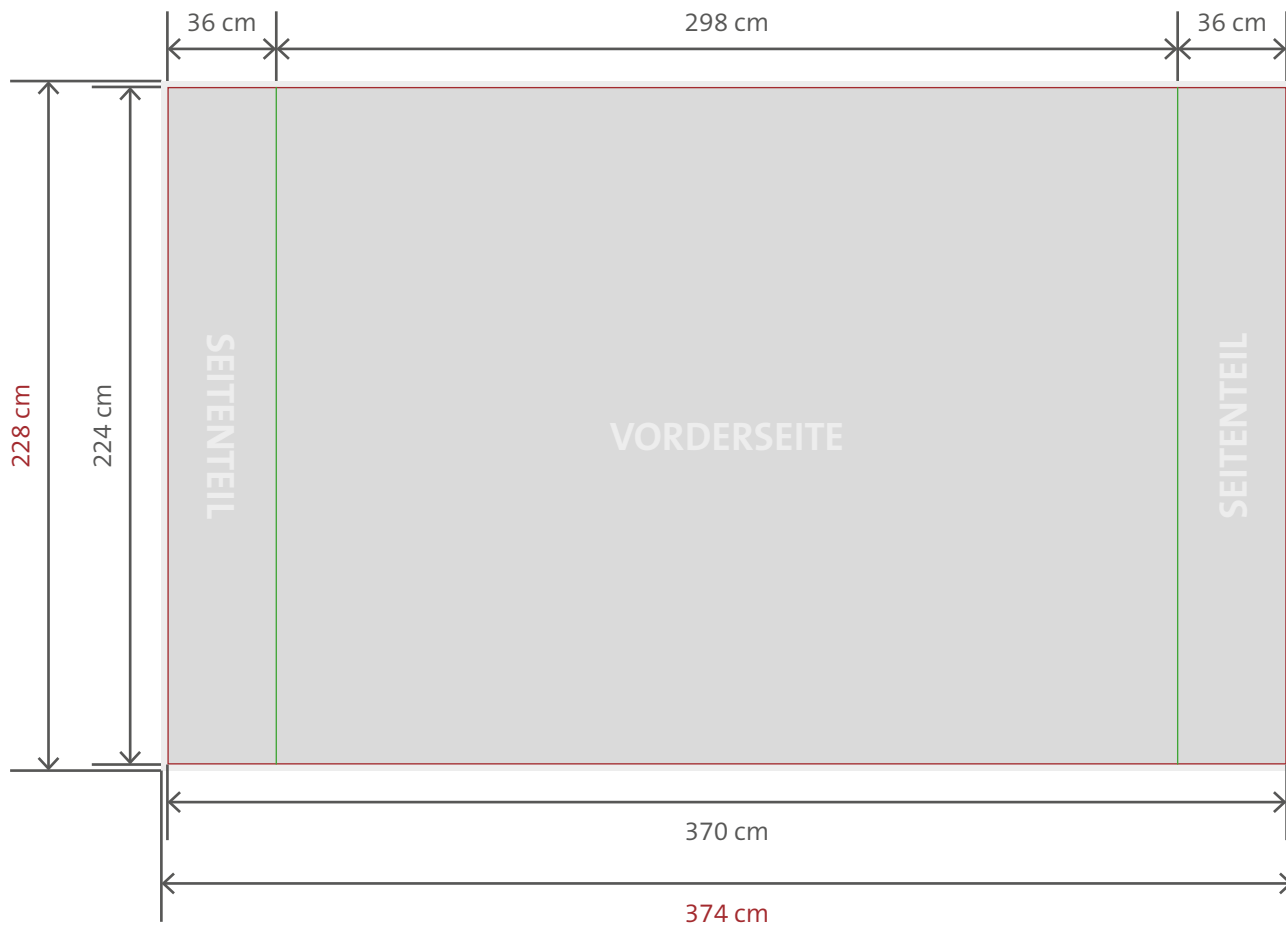 36 cm
298 cm
36 cm
228 cm
224 cm
SEITENTEIL
VORDERSEITE
SEITENTEIL
370 cm
374 cm